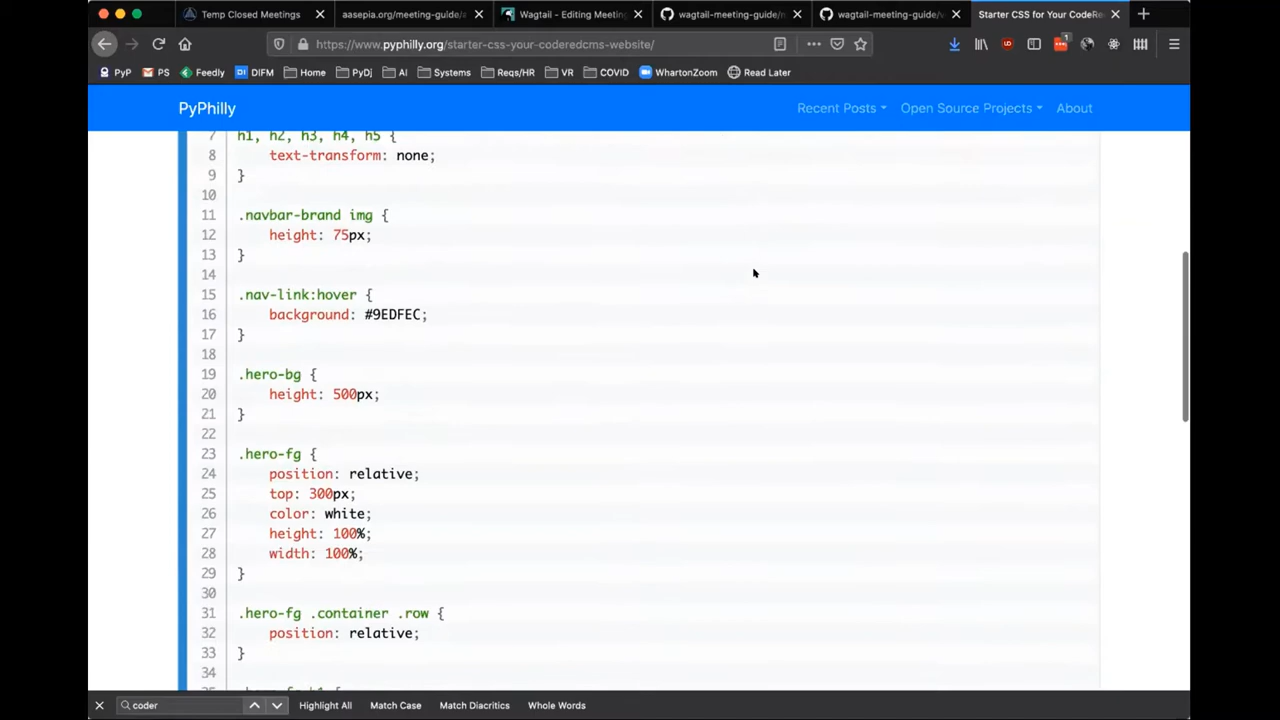 Temp Closed Meetings
aasepia.org/meeting-guide/a
Wagtail - Editing Meetin
wagtail-meeting-guide/n
wagtail-meeting-guide/v
Starter CSS for Your CodeRe
https://www.pyphilly.org/starter-css-your-coderedcms-website/
PyP PS Feedly DIFM Home PyDj AI Systems Reqs/HR VR COVID WhartonZoom Read Later
PyPhilly Recent Posts Open Source Projects About
7 h1, h2, h3, h4, h5 {
8 text-transform: none;
9 }
10
11 .navbar-brand img {
12 height: 75px;
13 }
14
15 .nav-link:hover {
16 background: #9EDFEC;
17 }
18
19 .hero-bg {
20 height: 500px;
21 }
22
23 .hero-fg {
24 position: relative;
25 top: 300px;
26 color: white;
27 height: 100%;
28 width: 100%;
29 }
30
31 .hero-fg .container .row {
32 position: relative;
33 }
34
coder Highlight All Match Case Match Diacritics Whole Words